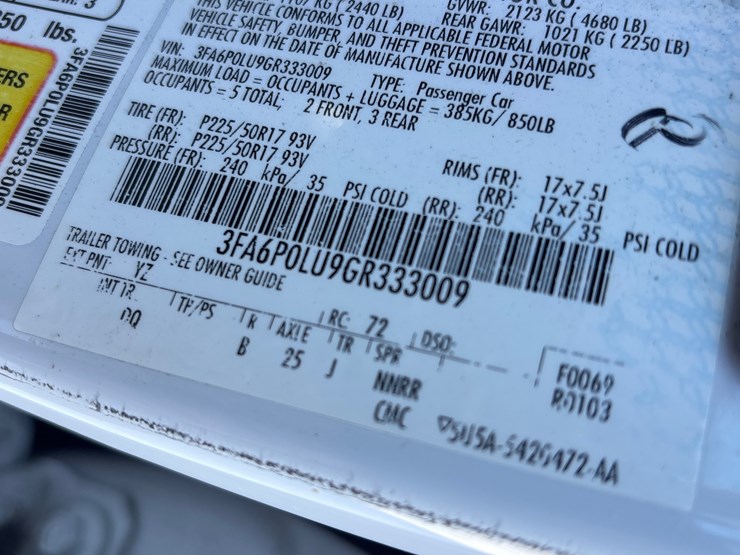 GVWR: 2123 KG ( 4680 LB)
(2440 LB) REAR GAWR: 1021 KG ( 2250 LB)
THIS VEHICLE CONFORMS TO ALL APPLICABLE FEDERAL MOTOR
VEHICLE SAFETY, BUMPER, AND THEFT PREVENTION STANDARDS
IN EFFECT ON THE DATE OF MANUFACTURE SHOWN ABOVE.
VIN: 3FA6P0LU9GR333009 TYPE: Passenger Car
MAXIMUM LOAD = OCCUPANTS + LUGGAGE = 385KG/ 850LB
OCCUPANTS = 5 TOTAL; 2 FRONT, 3 REAR
TIRE (FR): P225/50R17 93V RIMS (FR): 17x7.5J
(RR): P225/50R17 93V (RR): 17x7.5J
PRESSURE (FR): 240 kPa/ 35 PSI COLD (RR): 240 kPa/ 35 PSI COLD
3FA6P0LU9GR333009
TRAILER TOWING - SEE OWNER GUIDE
EXT PNT: YZ RC: 72 DSO: F0069
INT TR TP/PS R AXLE TR SPR R0103
DQ B 25 J NNRR
CMC 5U5A-5420472-AA
50 lbs.
3FA6P0LU9GR333009
ERS
R